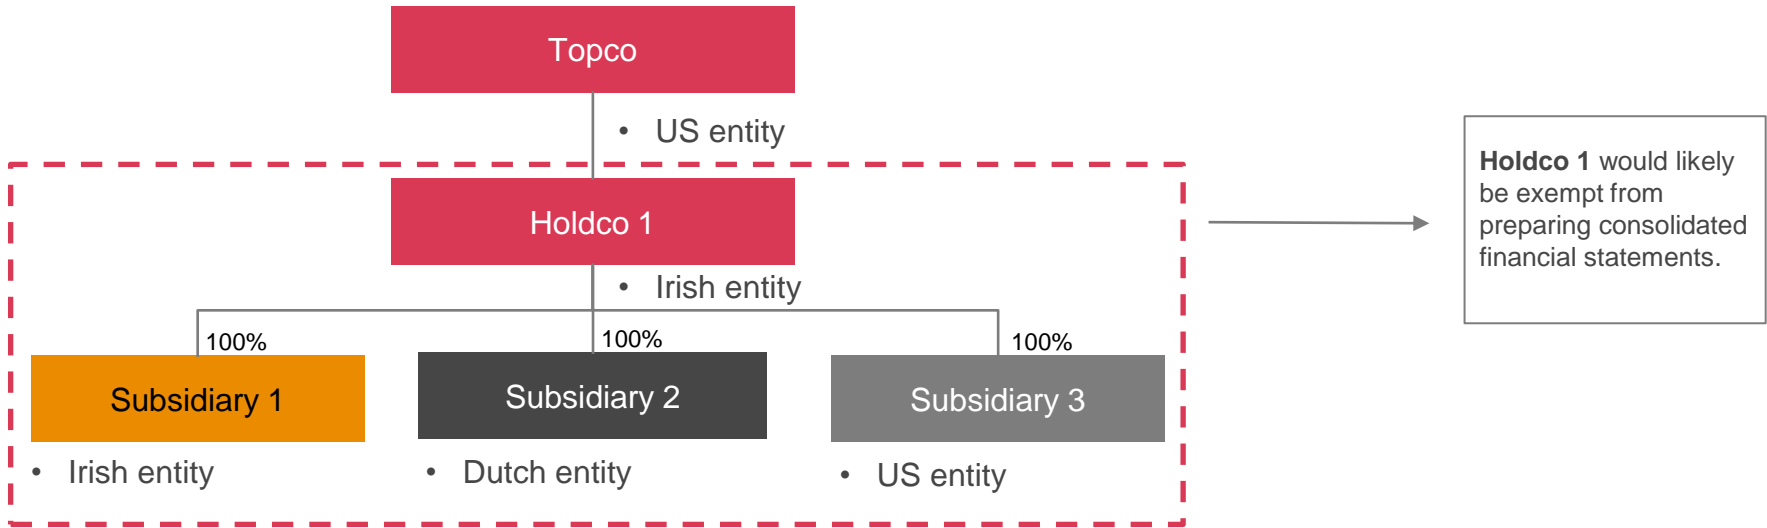 Topco
• US entity
Holdco 1
• Irish entity
100%
100%
100%
Subsidiary 1
Subsidiary 2
Subsidiary 3
• Irish entity
• Dutch entity
• US entity
Holdco 1 would likely
be exempt from
preparing consolidated
financial statements.